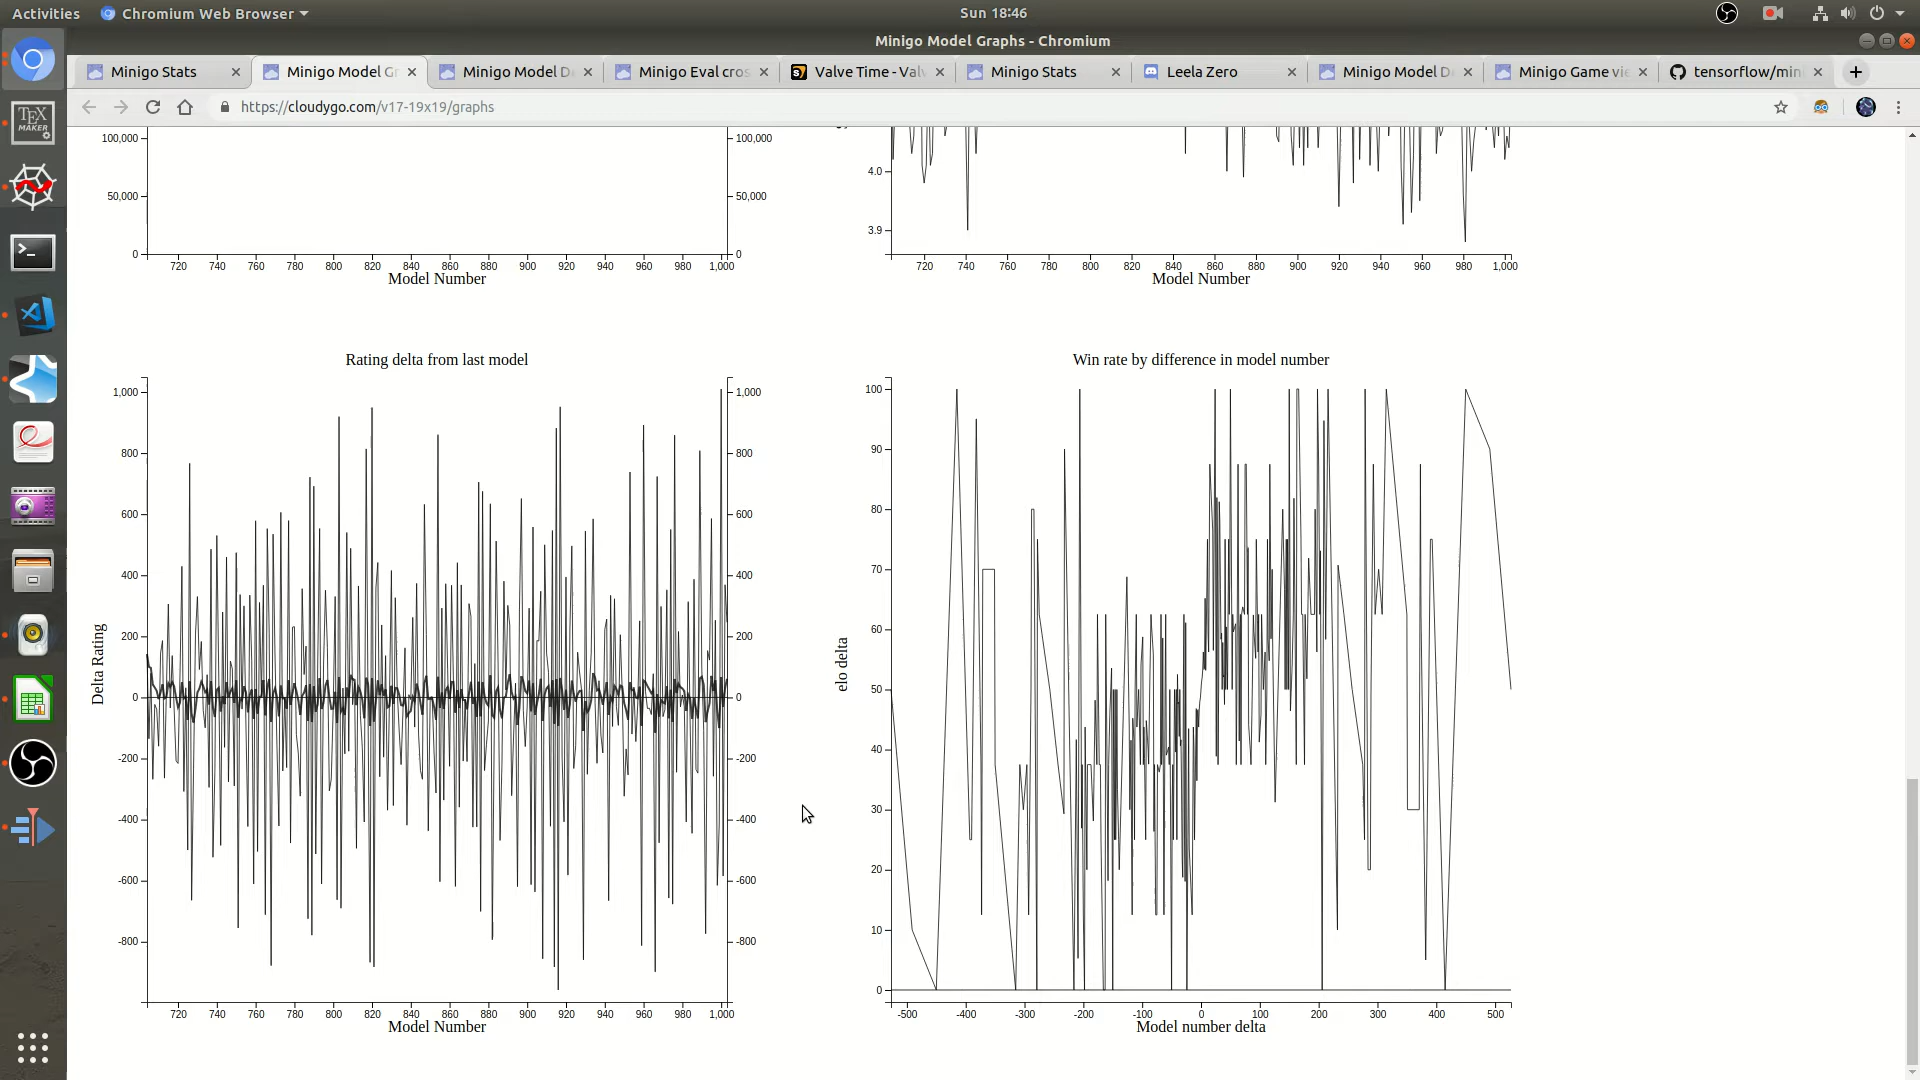 Activities
Chromium Web Browser
Sun 18:46
Minigo Model Graphs - Chromium
Minigo Stats
Minigo Model Gr
Minigo Model D
Minigo Eval cros
Valve Time - Val
Minigo Stats
Leela Zero
Minigo Model D
Minigo Game vie
tensorflow/mini
https://cloudygo.com/v17-19x19/graphs
TEX
MAKER
100,000 100,000
50,000 50,000
0 0
720 740 760 780 800 820 840 860 880 900 920 940 960 980 1,000
Model Number
4.0
3.9
720 740 760 780 800 820 840 860 880 900 920 940 960 980 1,000
Model Number
Rating delta from last model
1,000 1,000
800 800
600 600
400 400
200 200
0 0
-200 -200
-400 -400
-600 -600
-800 -800
Delta Rating
720 740 760 780 800 820 840 860 880 900 920 940 960 980 1,000
Model Number
Win rate by difference in model number
100
90
80
70
60
50
40
30
20
10
0
elo delta
-500 -400 -300 -200 -100 0 100 200 300 400 500
Model number delta